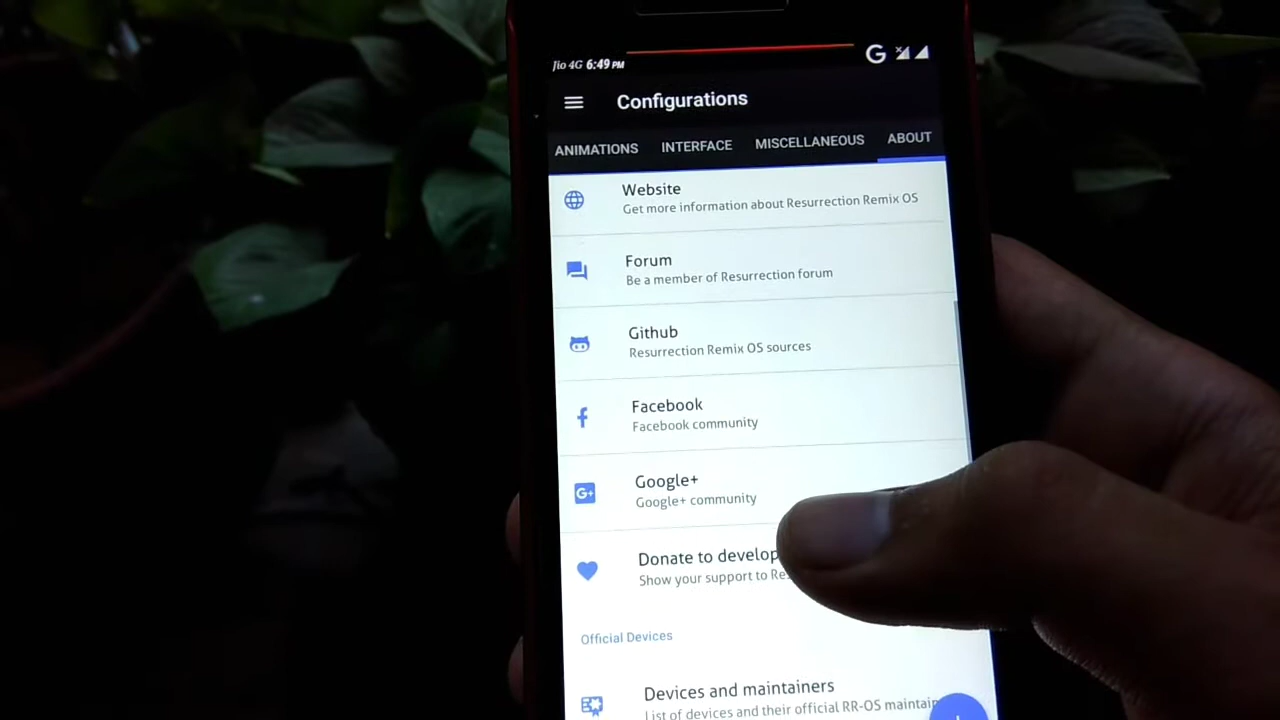 Jio 4G 6:49 PM
Configurations
ANIMATIONS INTERFACE MISCELLANEOUS ABOUT
Website
Get more information about Resurrection Remix OS
Forum
Be a member of Resurrection forum
Github
Resurrection Remix OS sources
Facebook
Facebook community
G+ Google+
Google+ community
Donate to develop
Show your support to Re
Official Devices
Devices and maintainers
List of devices and their official RR-OS maintain